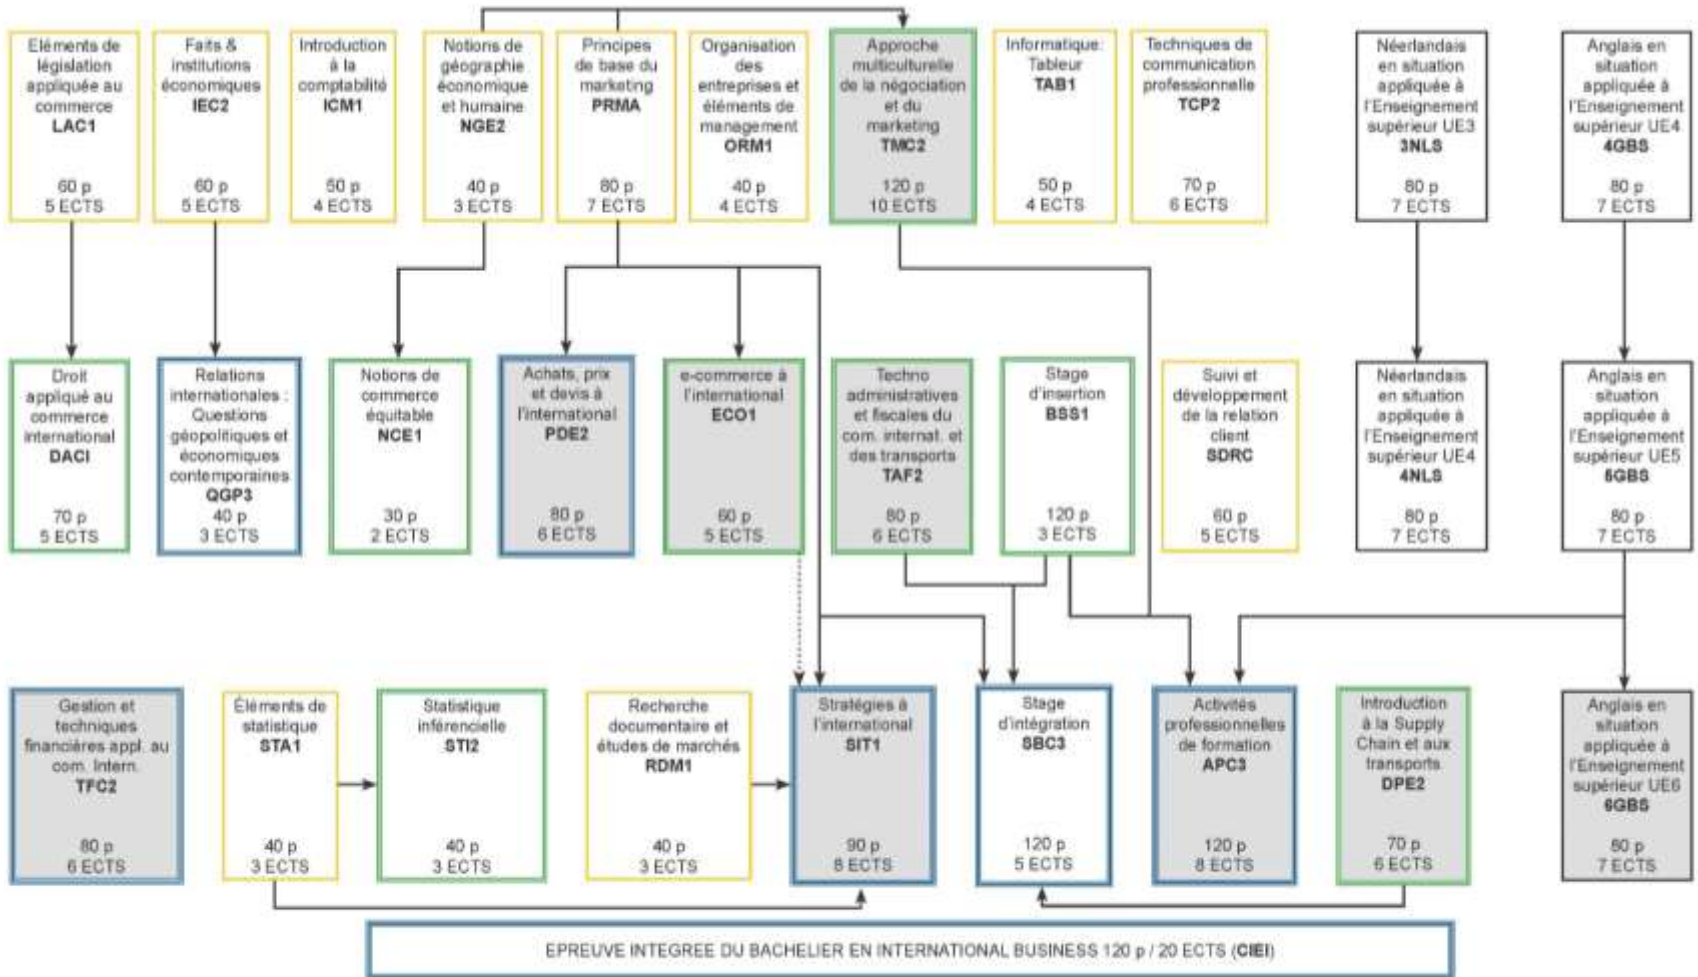 Eléments de
législation
appliquée au
commerce
LAC1
60 p
5 ECTS
Faits &
institutions
économiques
IEC2
60 p
5 ECTS
Introduction
à la
comptabilité
ICM1
50 p
4 ECTS
Notions de
géographie
économique
et humaine
NGE2
40 p
3 ECTS
Principes
de base du
marketing
PRMA
80 p
7 ECTS
Organisation
des
entreprises et
éléments de
management
ORM1
40 p
4 ECTS
Approche
multiculturelle
de la négociation
et du
marketing
TMC2
120 p
10 ECTS
Informatique:
Tableur
TAB1
50 p
4 ECTS
Techniques de
communication
professionnelle
TCP2
70 p
6 ECTS
Néerlandais
en situation
appliquée à
l'Enseignement
supérieur UE3
3NLS
80 p
7 ECTS
Anglais en
situation
appliquée à
l'Enseignement
supérieur UE4
4GBS
80 p
7 ECTS
Droit
appliqué au
commerce
international
DACI
70 p
5 ECTS
Relations
internationales :
Questions
géopolitiques et
économiques
contemporaines
QGP3
40 p
3 ECTS
Notions de
commerce
équitable
NCE1
30 p
2 ECTS
Achats, prix
et devis à
l'international
PDE2
80 p
6 ECTS
e-commerce à
l'international
ECO1
60 p
5 ECTS
Techno
administratives
et fiscales du
com. internat. et
des transports
TAF2
80 p
6 ECTS
Stage
d'insertion
BSS1
120 p
3 ECTS
Suivi et
développement
de la relation
client
SDRC
60 p
5 ECTS
Néerlandais
en situation
appliquée à
l'Enseignement
supérieur UE4
4NLS
80 p
7 ECTS
Anglais en
situation
appliquée à
l'Enseignement
supérieur UE5
5GBS
80 p
7 ECTS
Gestion et
techniques
financières appl. au
com. Intern.
TFC2
80 p
6 ECTS
Éléments de
statistique
STA1
40 p
3 ECTS
Statistique
inférencielle
STI2
40 p
3 ECTS
Recherche
documentaire et
études de marchés
RDM1
40 p
3 ECTS
Stratégies à
l'international
SIT1
90 p
8 ECTS
Stage
d'intégration
SBC3
120 p
5 ECTS
Activités
professionnelles
de formation
APC3
120 p
8 ECTS
Introduction
à la Supply
Chain et aux
transports
DPE2
70 p
6 ECTS
Anglais en
situation
appliquée à
l'Enseignement
supérieur UE6
6GBS
80 p
7 ECTS
EPREUVE INTEGREE DU BACHELIER EN INTERNATIONAL BUSINESS 120 p / 20 ECTS (CIEI)